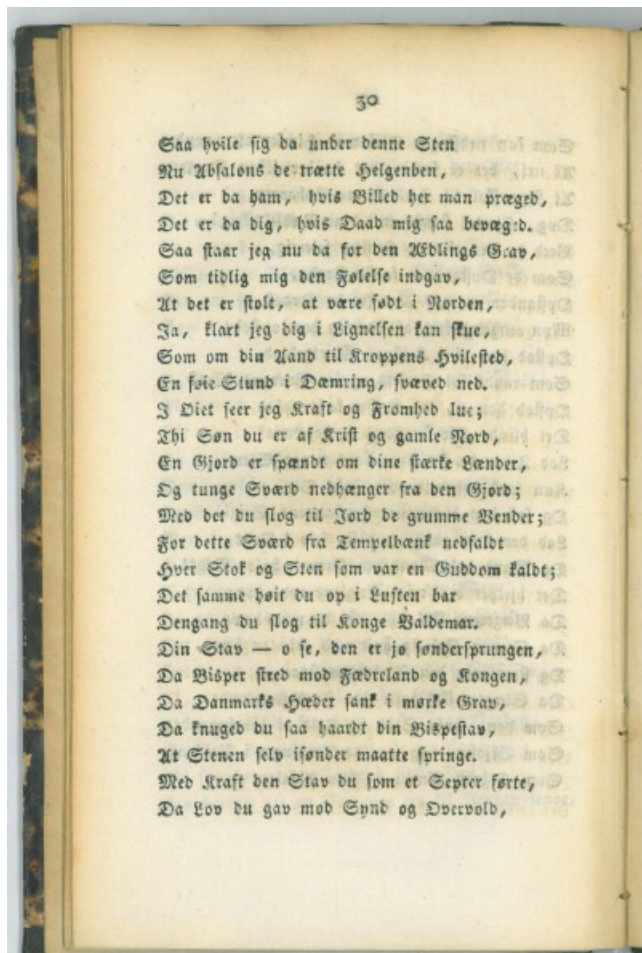 30
Saa hvile sig da under denne Sten
Nu Absalons de trætte Helgenben,
Det er da ham, hvis Billed her man præged,
Det er da dig, hvis Daad mig saa bevæged.
Saa staar jeg nu da for den Ædlings Grav,
Som tidlig mig den Følelse indgav,
At det er stolt, at være født i Norden,
Ja, klart jeg dig i Lignelsen kan skue,
Som om din Aand til Kroppens Hvilested,
En føie Stund i Dæmring, svæved ned.
I Øiet seer jeg Kraft og Fromhed lue;
Thi Søn du er af Krist og gamle Nord,
En Gjord er spændt om dine stærke Lænder,
Og tunge Sværd nedhænger fra den Gjord;
Med det du slog til Jord de grumme Vender;
For dette Sværd fra Tempelbænk nedfaldt
Hver Stok og Sten som var en Guddom kaldt;
Det samme høit du op i Luften bar
Dengang du slog til Konge Valdemar.
Din Stav — o se, den er jo søndersprungen,
Da Bisper stred mod Fædreland og Kongen,
Da Danmarks Hæder sank i mørke Grav,
Da knuged du saa haardt din Bispestav,
At Stenen selv isønder maatte springe.
Med Kraft den Stav du som et Septer førte,
Da Lov du gav mod Synd og Overvold,